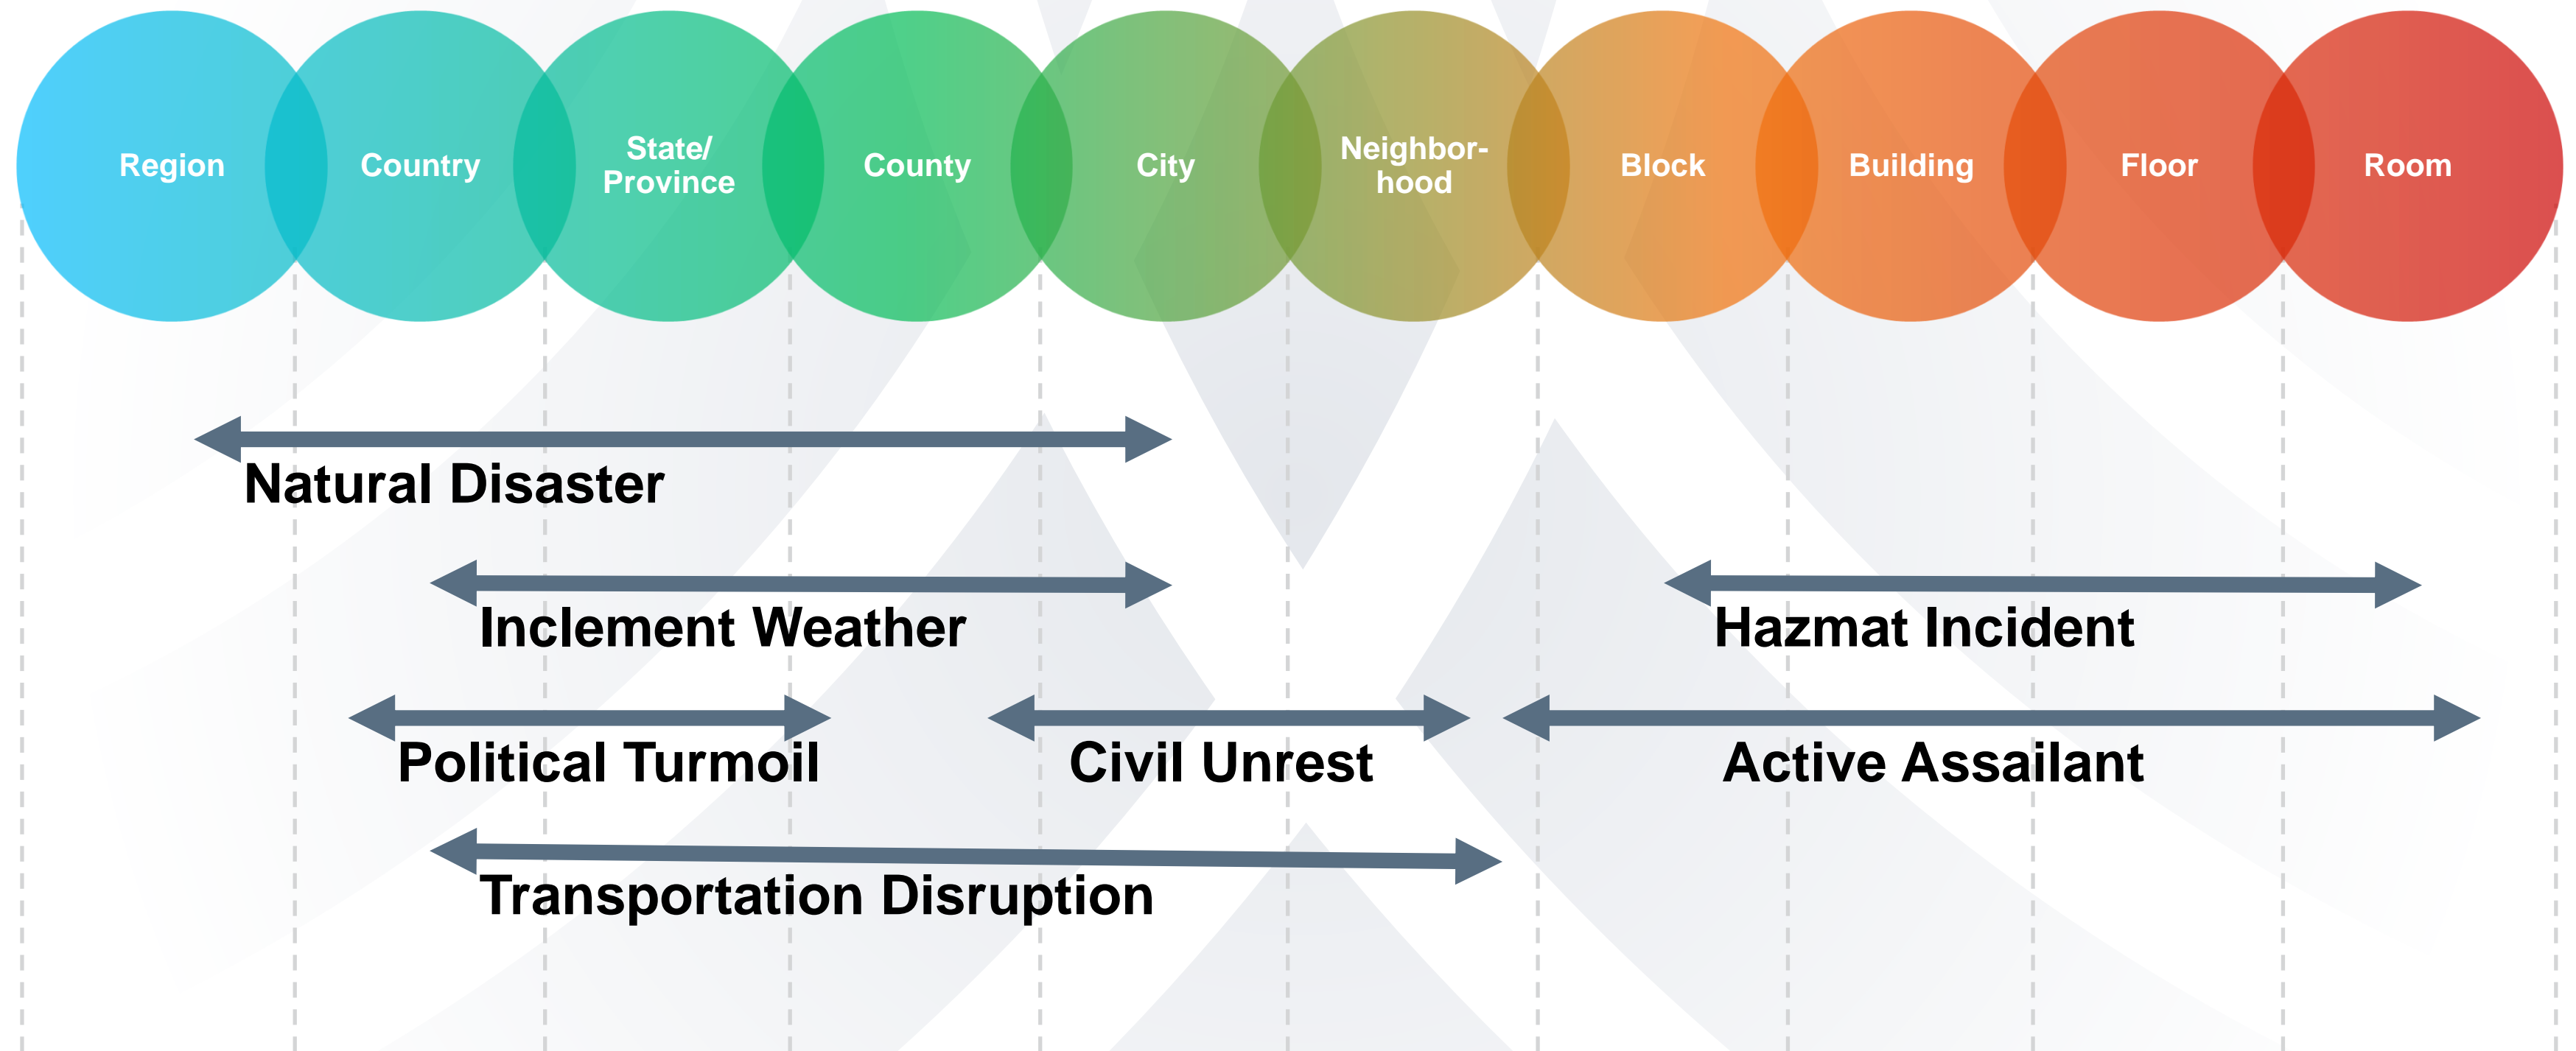 Region
Country
State/
Province
County
City
Neighbor-
hood
Block
Building
Floor
Room
Natural Disaster
Inclement Weather
Hazmat Incident
Political Turmoil
Civil Unrest
Active Assailant
Transportation Disruption